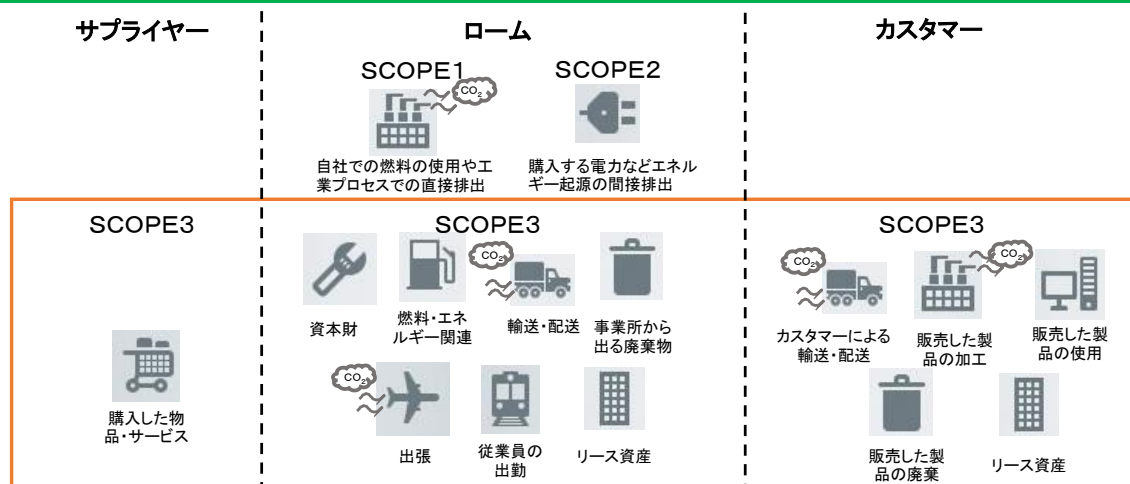 サプライヤー
ローム
カスタマー
SCOPE1
SCOPE2
CO2
自社での燃料の使用や工
業プロセスでの直接排出
購入する電力などエネル
ギー起源の間接排出
SCOPE3
購入した物
品・サービス
SCOPE3
資本財
燃料・エネ
ルギー関連
CO2
輸送・配送
事業所から
出る廃棄物
CO2
出張
従業員の
出勤
リース資産
SCOPE3
CO2
カスタマーによる
輸送・配送
CO2
販売した製
品の加工
販売した製
品の使用
販売した製
品の廃棄
リース資産